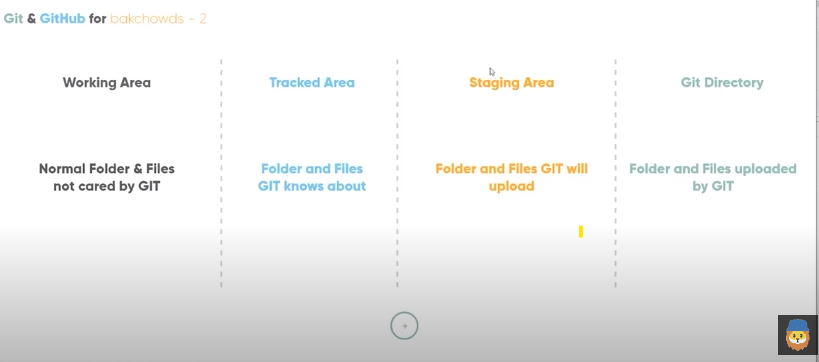 Git & GitHub for bakchowds - 2
Working Area
Tracked Area
Staging Area
Git Directory
Normal Folder & Files
not cared by GIT
Folder and Files
GIT knows about
Folder and Files GIT will
upload
Folder and Files uploaded
by GIT